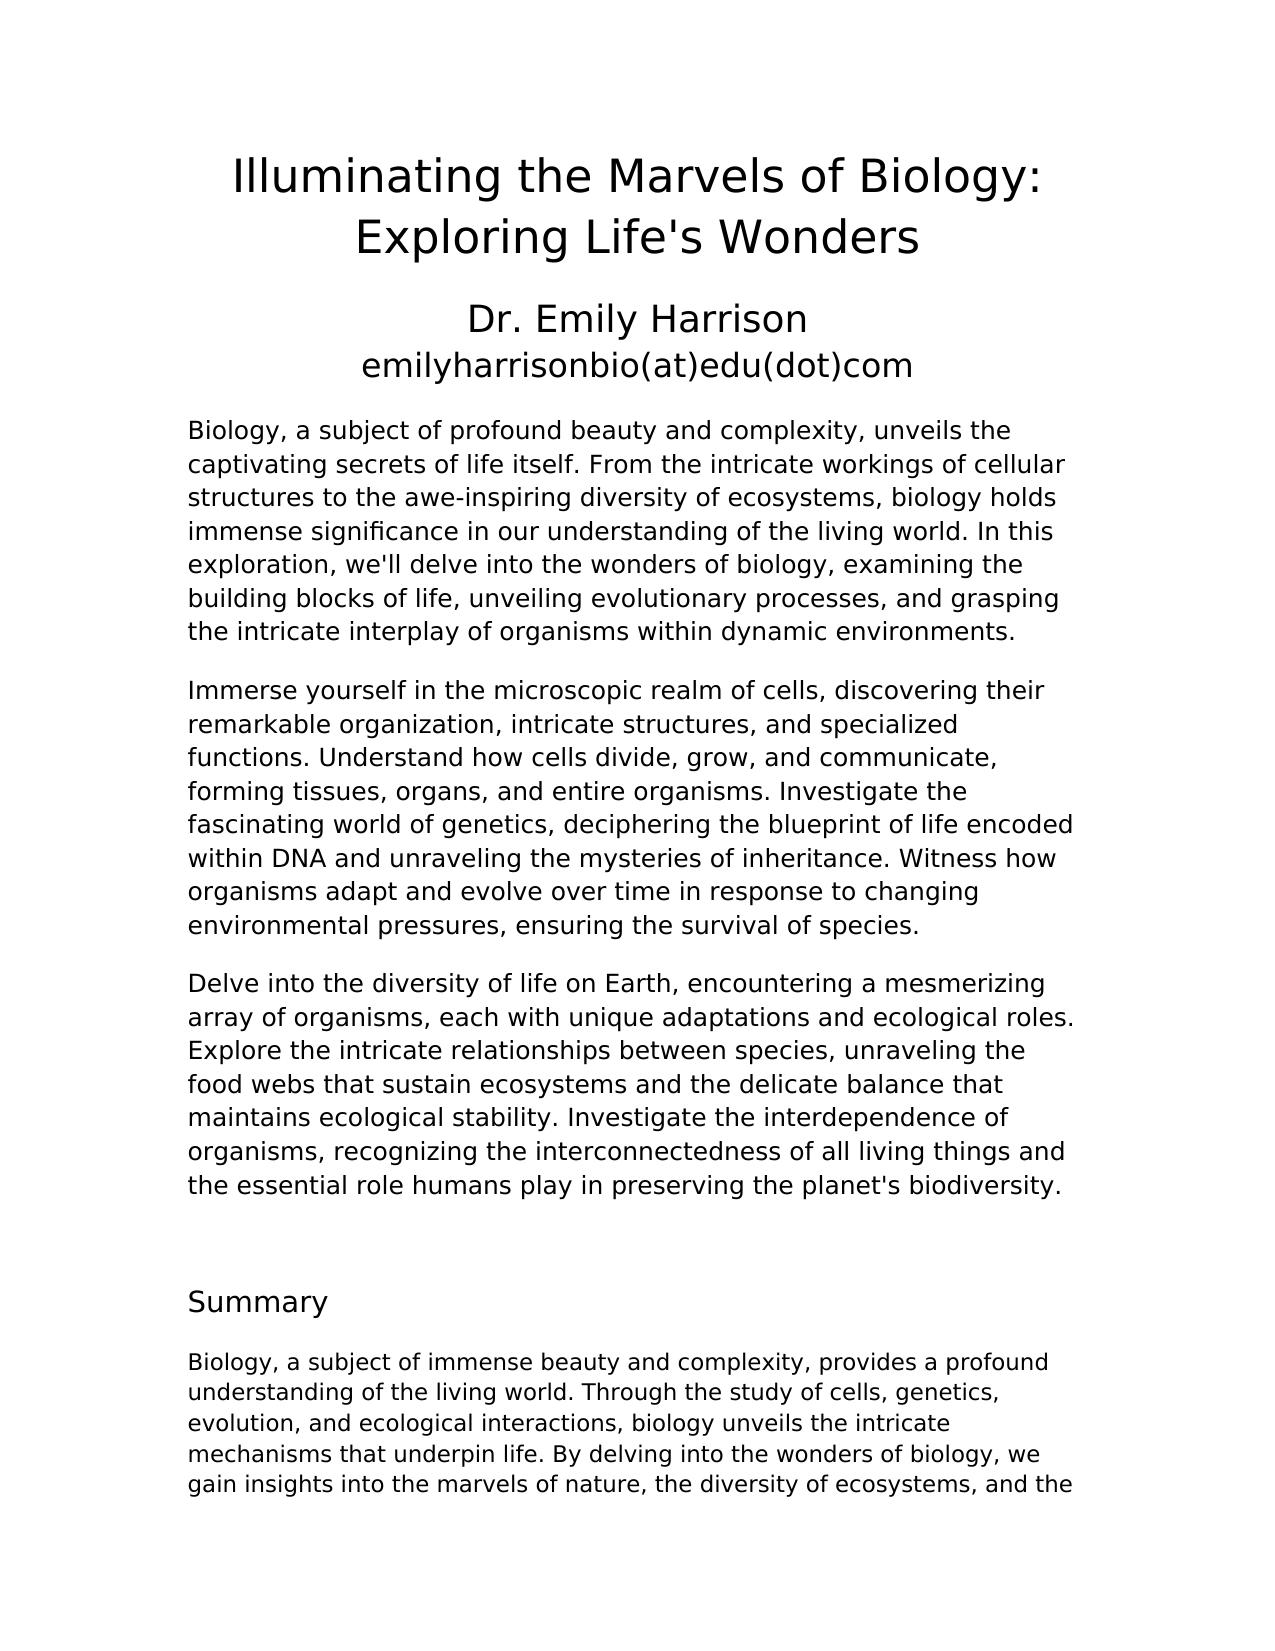 Illuminating the Marvels of Biology:
Exploring Life's Wonders
Dr. Emily Harrison
emilyharrisonbio(at)edu(dot)com
Biology, a subject of profound beauty and complexity, unveils the
captivating secrets of life itself. From the intricate workings of cellular
structures to the awe-inspiring diversity of ecosystems, biology holds
immense significance in our understanding of the living world. In this
exploration, we'll delve into the wonders of biology, examining the
building blocks of life, unveiling evolutionary processes, and grasping
the intricate interplay of organisms within dynamic environments.
Immerse yourself in the microscopic realm of cells, discovering their
remarkable organization, intricate structures, and specialized
functions. Understand how cells divide, grow, and communicate,
forming tissues, organs, and entire organisms. Investigate the
fascinating world of genetics, deciphering the blueprint of life encoded
within DNA and unraveling the mysteries of inheritance. Witness how
organisms adapt and evolve over time in response to changing
environmental pressures, ensuring the survival of species.
Delve into the diversity of life on Earth, encountering a mesmerizing
array of organisms, each with unique adaptations and ecological roles.
Explore the intricate relationships between species, unraveling the
food webs that sustain ecosystems and the delicate balance that
maintains ecological stability. Investigate the interdependence of
organisms, recognizing the interconnectedness of all living things and
the essential role humans play in preserving the planet's biodiversity.
Summary
Biology, a subject of immense beauty and complexity, provides a profound
understanding of the living world. Through the study of cells, genetics,
evolution, and ecological interactions, biology unveils the intricate
mechanisms that underpin life. By delving into the wonders of biology, we
gain insights into the marvels of nature, the diversity of ecosystems, and the